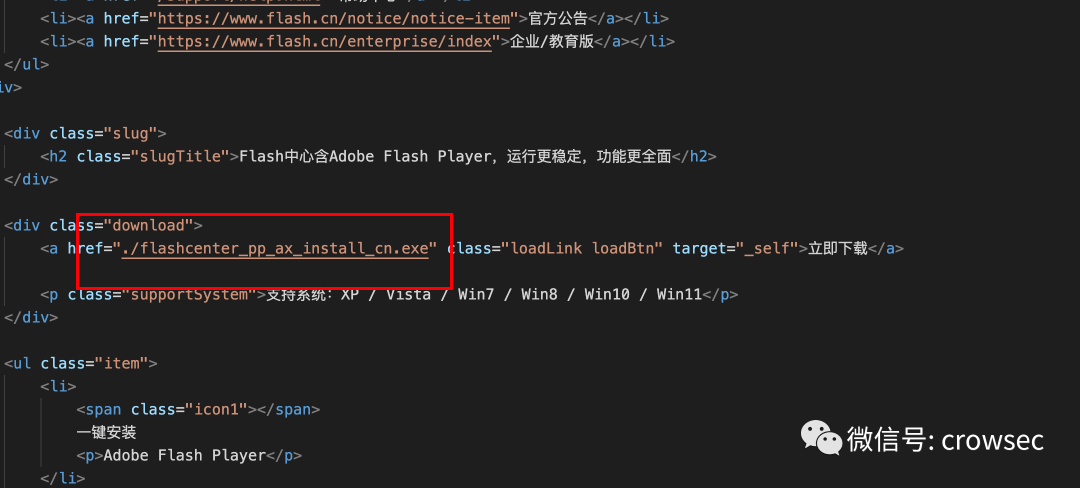 <li><a href="https://www.flash.cn/notice/notice-item">官方公告</a></li>
<li><a href="https://www.flash.cn/enterprise/index">企业/教育版</a></li>
</ul>
iv>
<div class="slug">
<h2 class="slugTitle">Flash中心含Adobe Flash Player，运行更稳定，功能更全面</h2>
</div>
<div class="download">
<a href="./flashcenter_pp_ax_install_cn.exe" class="loadLink loadBtn" target="_self">立即下载</a>
<p class="supportSystem">支持系统：XP / Vista / Win7 / Win8 / Win10 / Win11</p>
</div>
<ul class="item">
<li>
<span class="icon1"></span>
一键安装
<p>Adobe Flash Player</p>
</li>
微信号: crowsec